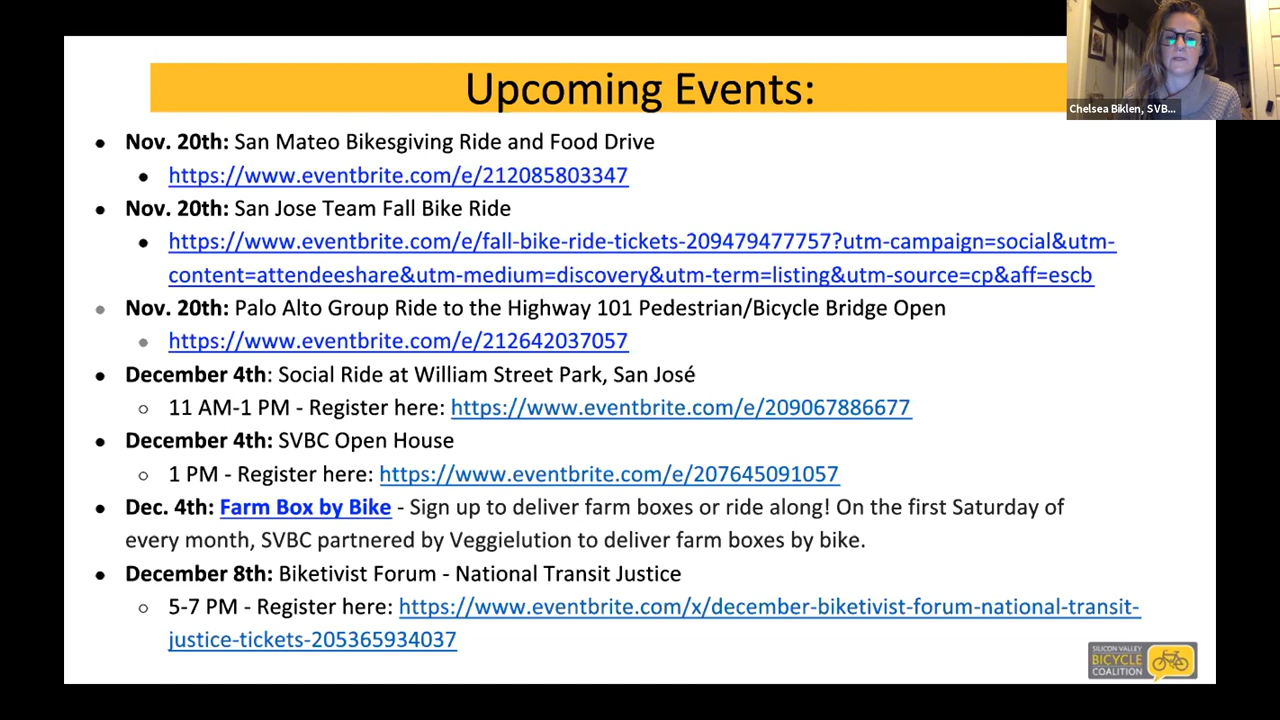 Upcoming Events:
Chelsea Biklen, SVB...
Nov. 20th: San Mateo Bikesgiving Ride and Food Drive
https://www.eventbrite.com/e/212085803347
Nov. 20th: San Jose Team Fall Bike Ride
https://www.eventbrite.com/e/fall-bike-ride-tickets-209479477757?utm-campaign=social&utm-
content=attendeeshare&utm-medium=discovery&utm-term=listing&utm-source=cp&aff=escb
Nov. 20th: Palo Alto Group Ride to the Highway 101 Pedestrian/Bicycle Bridge Open
https://www.eventbrite.com/e/212642037057
December 4th: Social Ride at William Street Park, San José
11 AM-1 PM - Register here: https://www.eventbrite.com/e/209067886677
December 4th: SVBC Open House
1 PM - Register here: https://www.eventbrite.com/e/207645091057
Dec. 4th: Farm Box by Bike - Sign up to deliver farm boxes or ride along! On the first Saturday of
every month, SVBC partnered by Veggielution to deliver farm boxes by bike.
December 8th: Biketivist Forum - National Transit Justice
5-7 PM - Register here: https://www.eventbrite.com/x/december-biketivist-forum-national-transit-
justice-tickets-205365934037
SILICON VALLEY
BICYCLE
COALITION